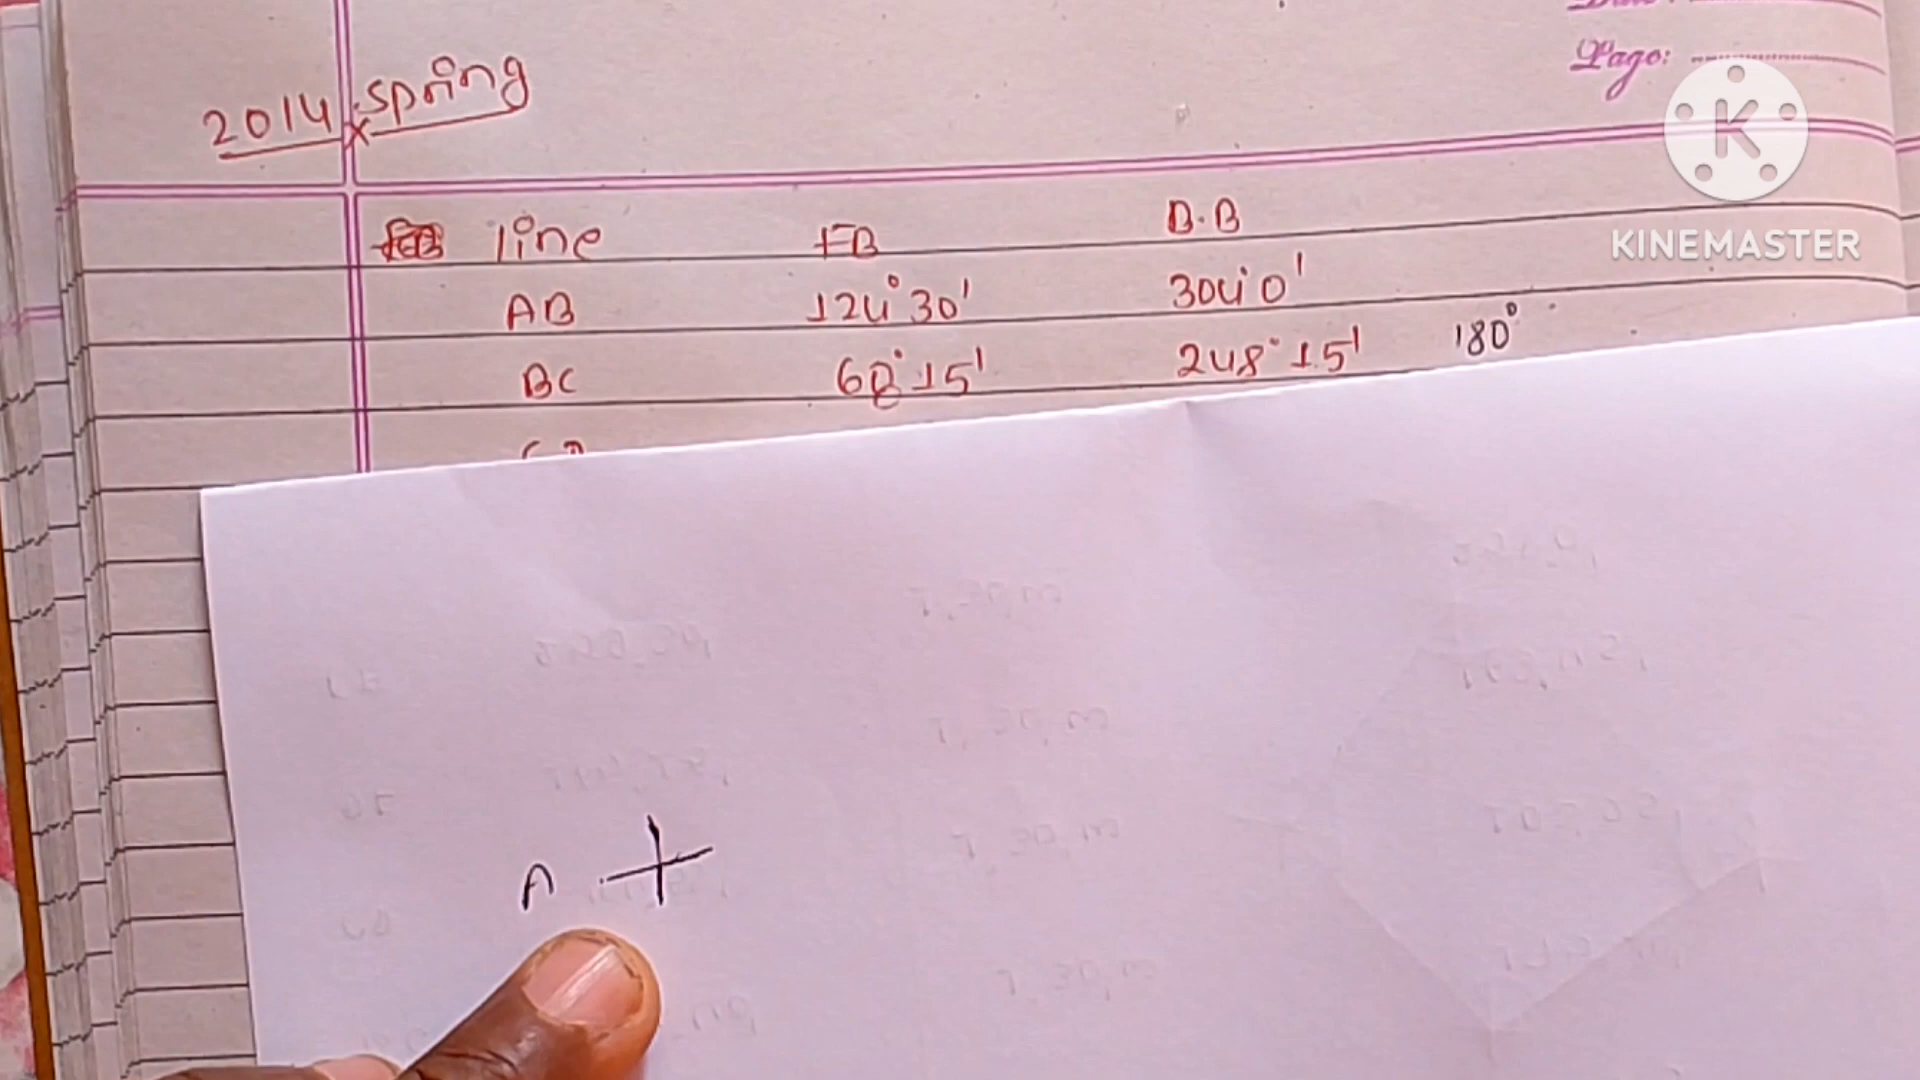 Page:
2014 spring
KINEMASTER
line FB B.B
AB 124°30' 304°0'
BC 68°15' 248°15' 180°
A